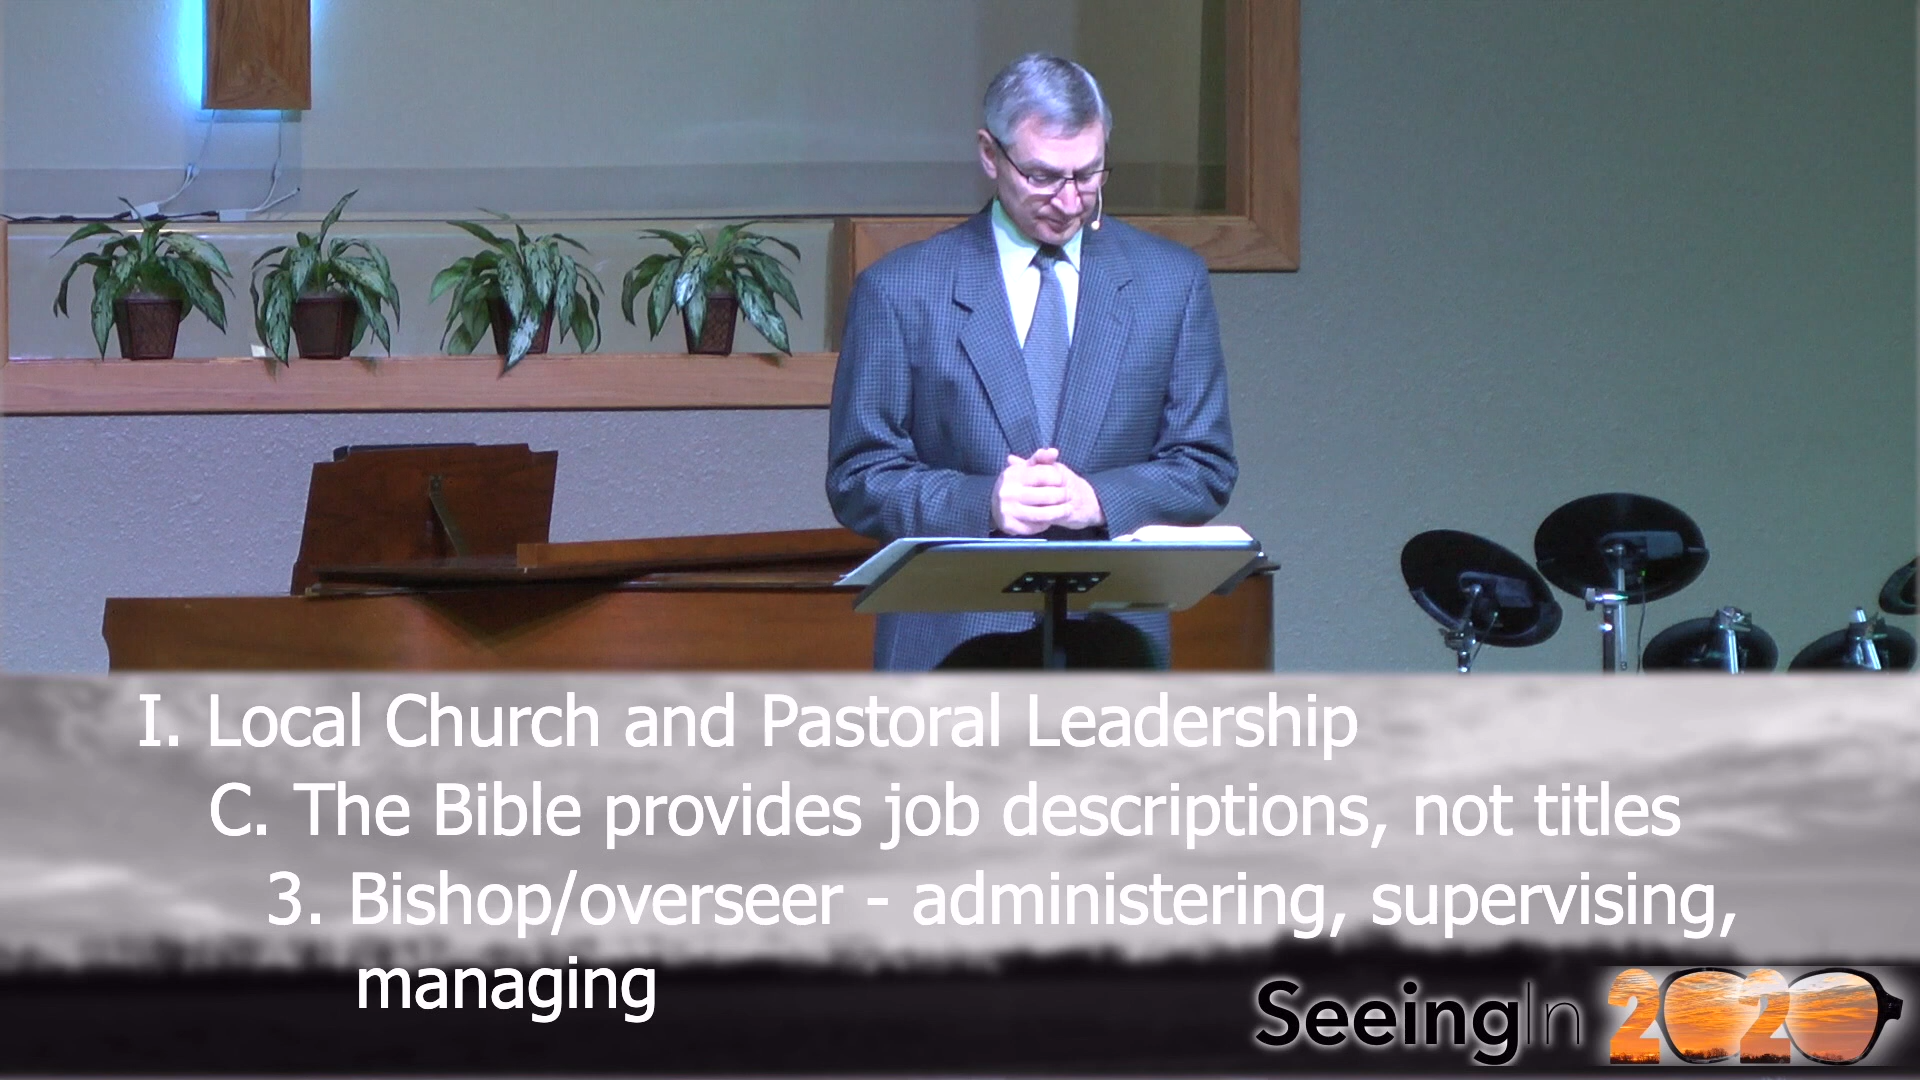 I. Local Church and Pastoral Leadership
C. The Bible provides job descriptions, not titles
3. Bishop/overseer - administering, supervising,
managing
SeeingIn 2020